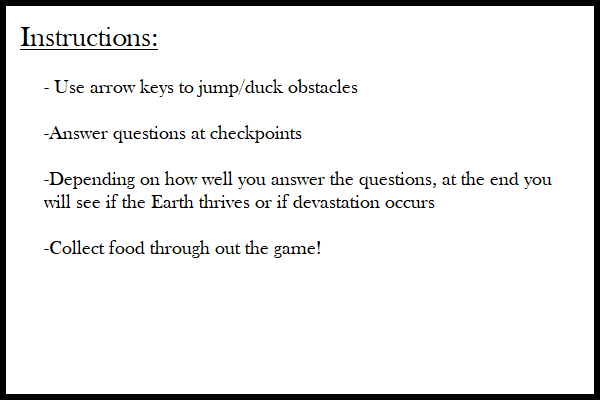 Instructions:
- Use arrow keys to jump/duck obstacles
-Answer questions at checkpoints
-Depending on how well you answer the questions, at the end you
will see if the Earth thrives or if devastation occurs
-Collect food through out the game!